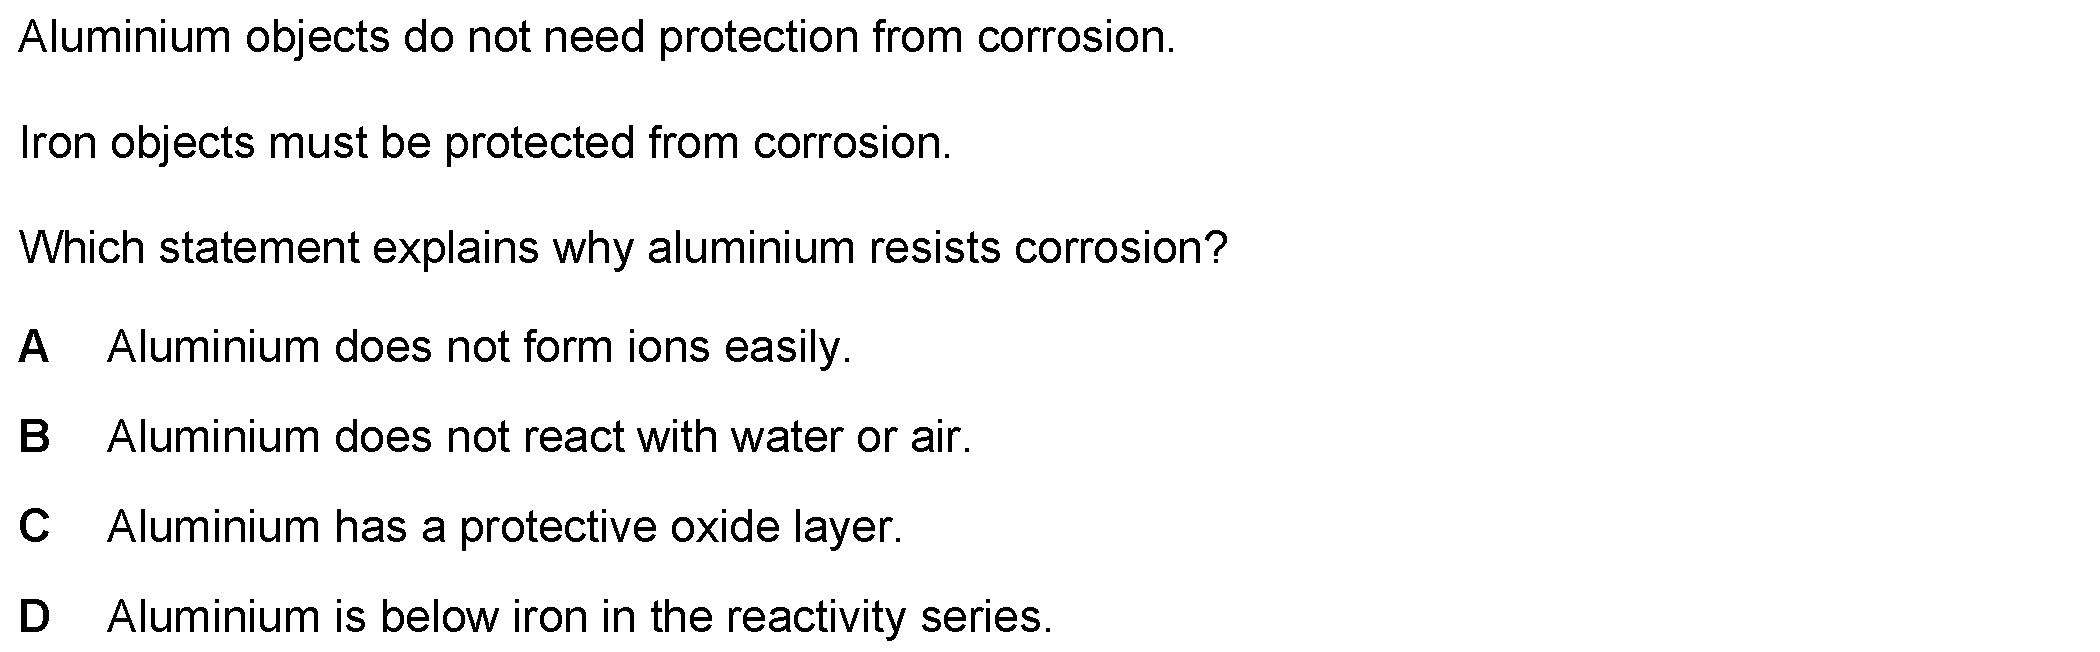 Aluminium objects do not need protection from corrosion.
Iron objects must be protected from corrosion.
Which statement explains why aluminium resists corrosion?
A Aluminium does not form ions easily.
B Aluminium does not react with water or air.
C Aluminium has a protective oxide layer.
D Aluminium is below iron in the reactivity series.